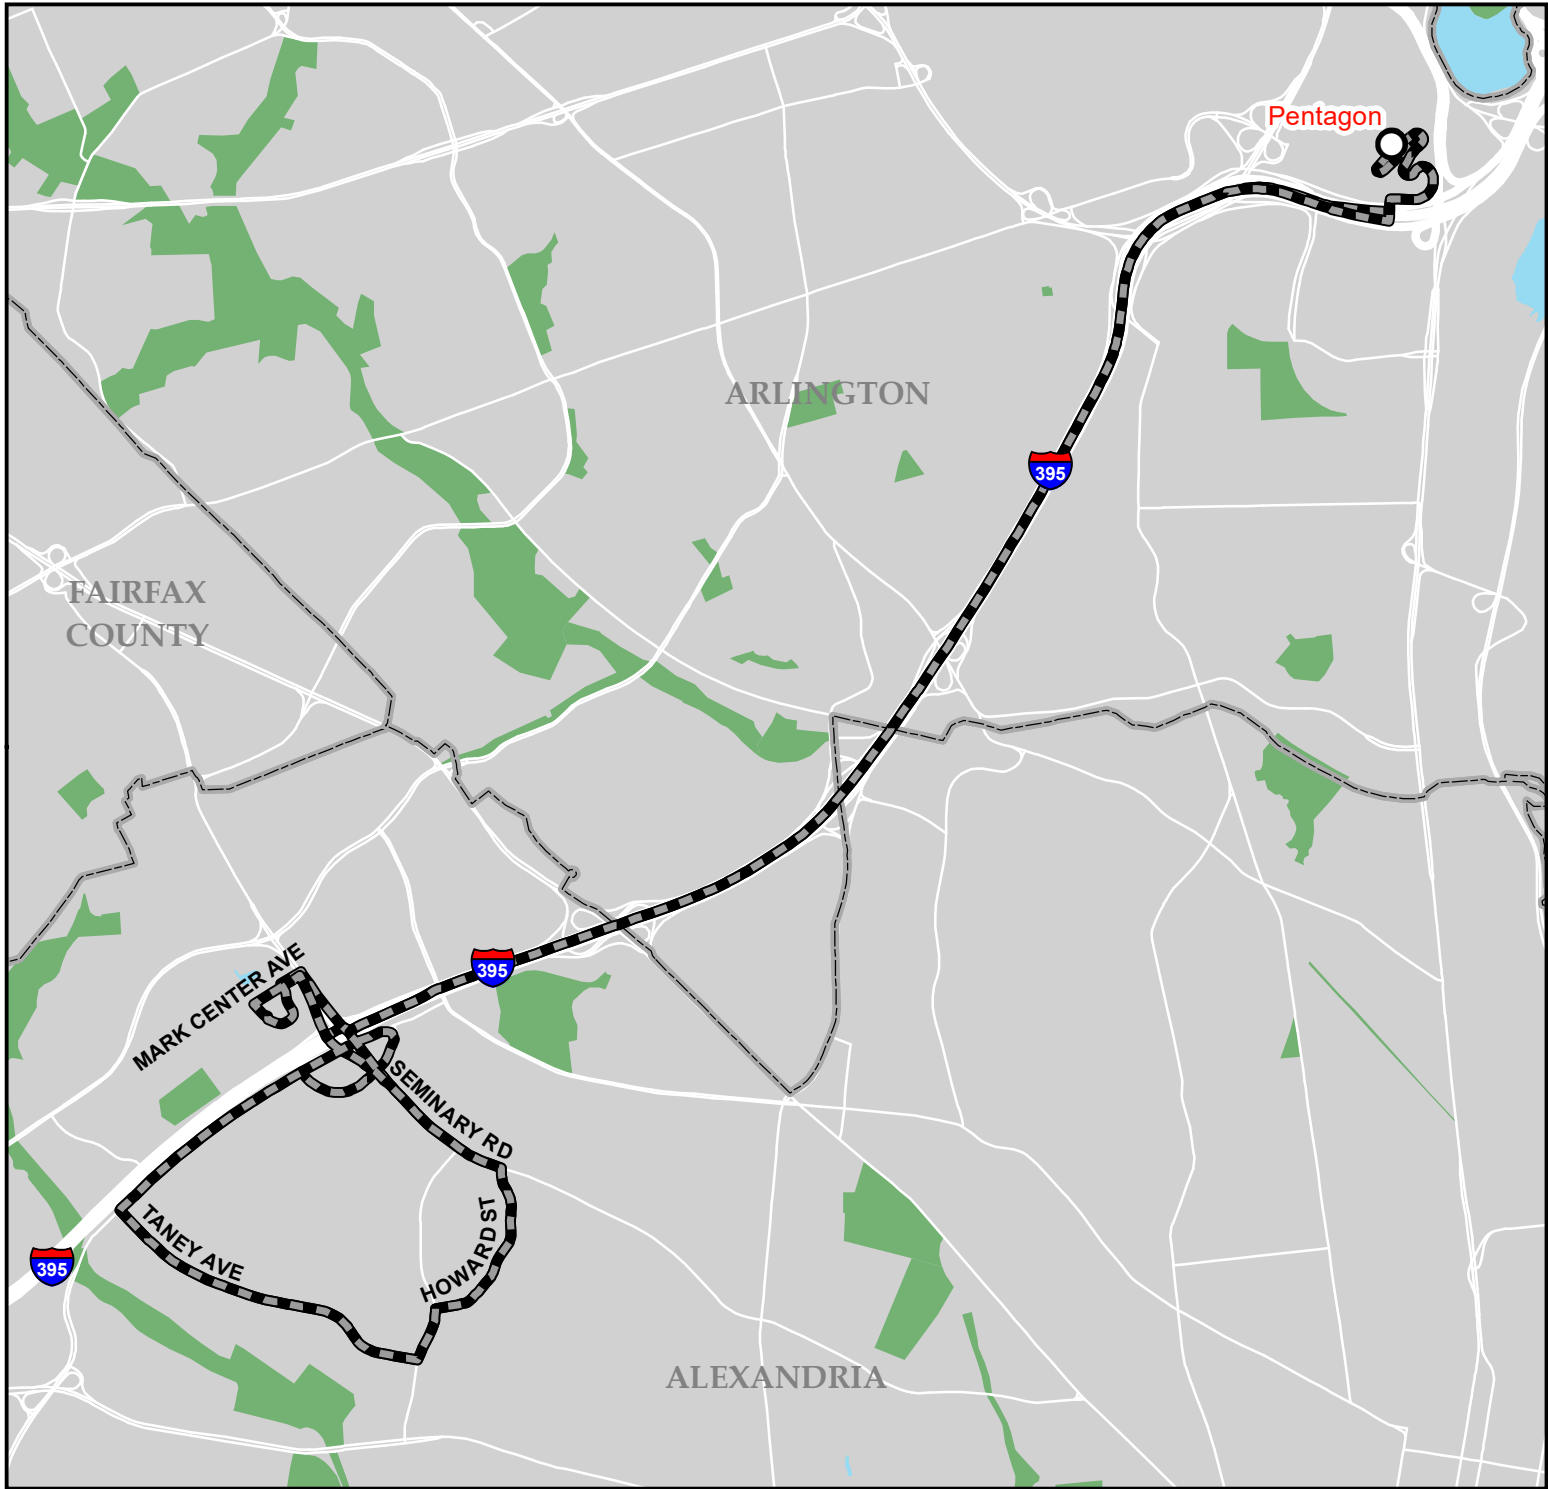 Pentagon
ARLINGTON
395
FAIRFAX
COUNTY
395
MARK CENTER AVE
SEMINARY RD
HOWARD ST
TANEY AVE
395
ALEXANDRIA